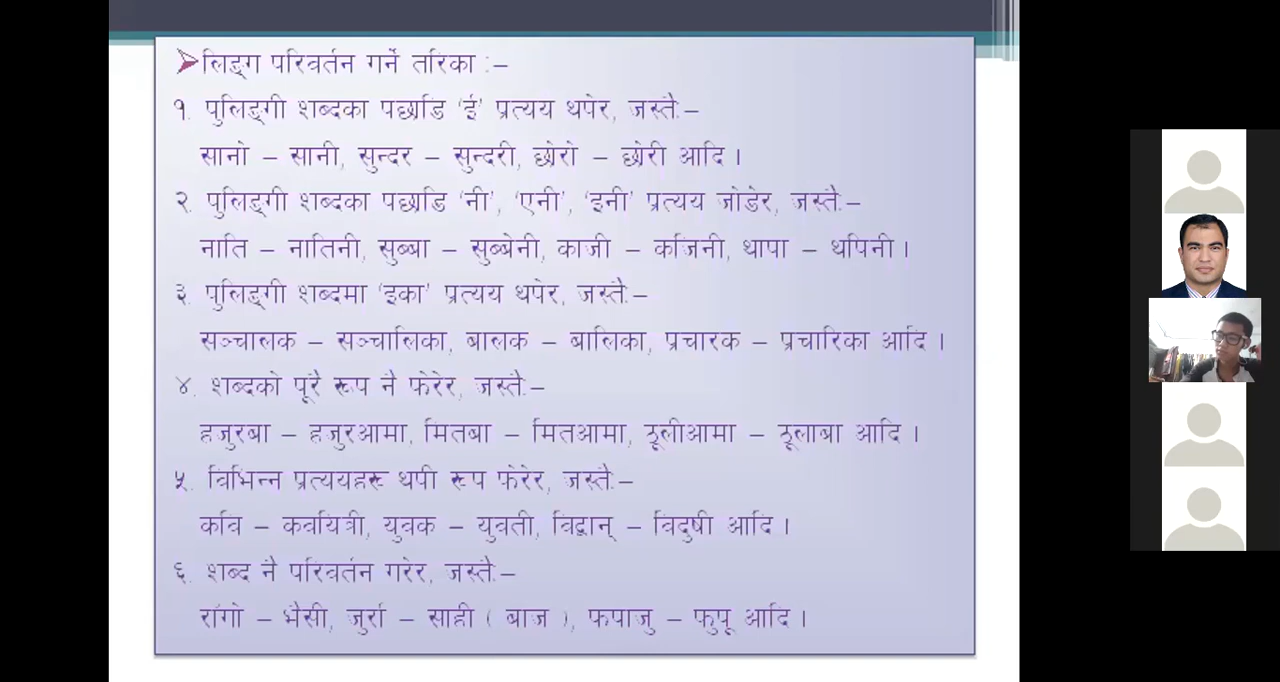 ➢लिङ्ग परिवर्तन गर्ने तरिका :–
१. पुलिङ्गी शब्दका पछाडि 'ई' प्रत्यय थपेर, जस्तै:–
सानो – सानी, सुन्दर – सुन्दरी, छोरो – छोरी आदि ।
२. पुलिङ्गी शब्दका पछाडि 'नी', 'एनी', 'इनी' प्रत्यय जोडेर, जस्तै:–
नाति – नातिनी, सुब्बा – सुब्बेनी, काजी – कजिनी, थापा – थपिनी ।
३. पुलिङ्गी शब्दमा 'इका' प्रत्यय थपेर, जस्तै:–
सञ्चालक – सञ्चालिका, बालक – बालिका, प्रचारक – प्रचारिका आदि ।
४. शब्दको पूरै रूप नै फेरेर, जस्तै:–
हजुरबा – हजुरआमा, मितबा – मितआमा, ठूलीआमा – ठूलाबा आदि ।
५. विभिन्न प्रत्ययहरू थपी रूप फेरेर, जस्तै:–
कवि – कवयित्री, युवक – युवती, विद्वान् – विदुषी आदि ।
६. शब्द नै परिवर्तन गरेर, जस्तै:–
राँगो – भैसी, जुर्रा – साही ( बाज ), फपाजु – फुपू आदि ।